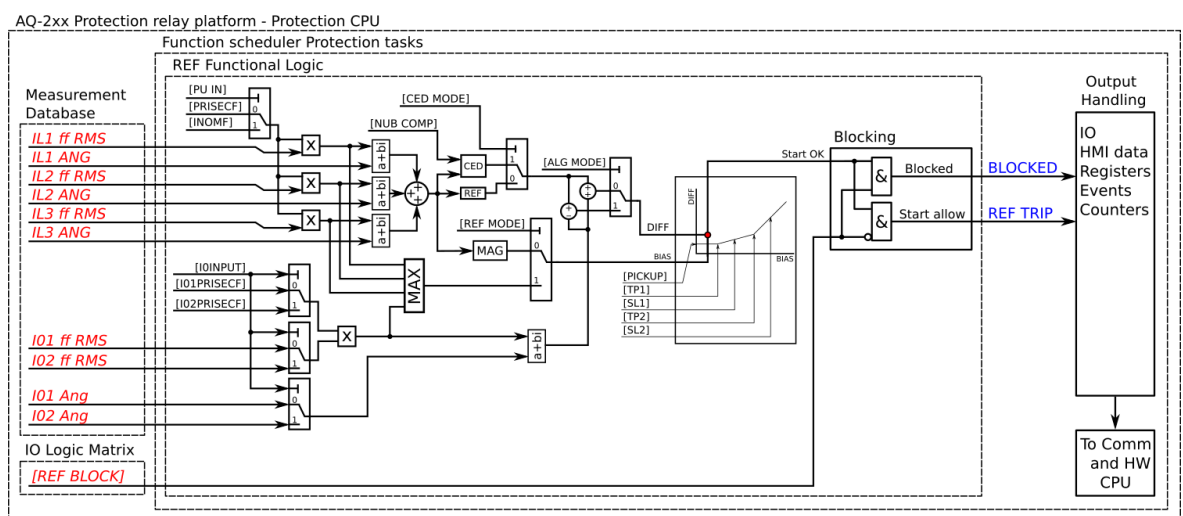 AQ-2xx Protection relay platform - Protection CPU
Function scheduler Protection tasks
REF Functional Logic
Measurement
Database
IL1 ff RMS
IL1 ANG
IL2 ff RMS
IL2 ANG
IL3 ff RMS
IL3 ANG
I01 ff RMS
I02 ff RMS
I01 Ang
I02 Ang
IO Logic Matrix
[REF BLOCK]
[PU IN]
[PRISECF]
[INOMF]
0
1
X
X
X
a+bi
a+bi
a+bi
+
+
+
[CED MODE]
[NUB COMP]
CED
REF
1
0
[ALG MODE]
±
±
0
1
[REF MODE]
MAG
0
1
DIFF
BIAS
DIFF
BIAS
[PICKUP]
[TP1]
[SL1]
[TP2]
[SL2]
[I0INPUT]
[I01PRISECF]
[I02PRISECF]
0
1
0
1
0
1
X
MAX
a+bi
Start OK
Blocking
&
Blocked
&
Start allow
BLOCKED
REF TRIP
Output
Handling
IO
HMI data
Registers
Events
Counters
To Comm
and HW
CPU